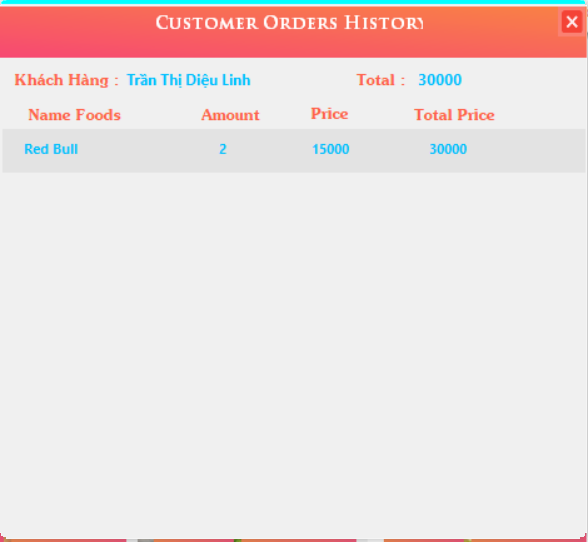 CUSTOMER ORDERS HISTORY
Khách Hàng : Trần Thị Diệu Linh Total : 30000
Name Foods Amount Price Total Price
Red Bull 2 15000 30000